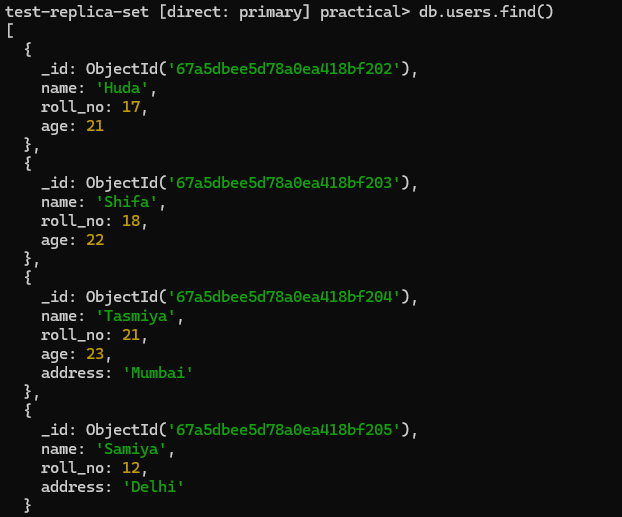 test-replica-set [direct: primary] practical> db.users.find()
[
  {
    _id: ObjectId('67a5dbee5d78a0ea418bf202'),
    name: 'Huda',
    roll_no: 17,
    age: 21
  },
  {
    _id: ObjectId('67a5dbee5d78a0ea418bf203'),
    name: 'Shifa',
    roll_no: 18,
    age: 22
  },
  {
    _id: ObjectId('67a5dbee5d78a0ea418bf204'),
    name: 'Tasmiya',
    roll_no: 21,
    age: 23,
    address: 'Mumbai'
  },
  {
    _id: ObjectId('67a5dbee5d78a0ea418bf205'),
    name: 'Samiya',
    roll_no: 12,
    address: 'Delhi'
  }